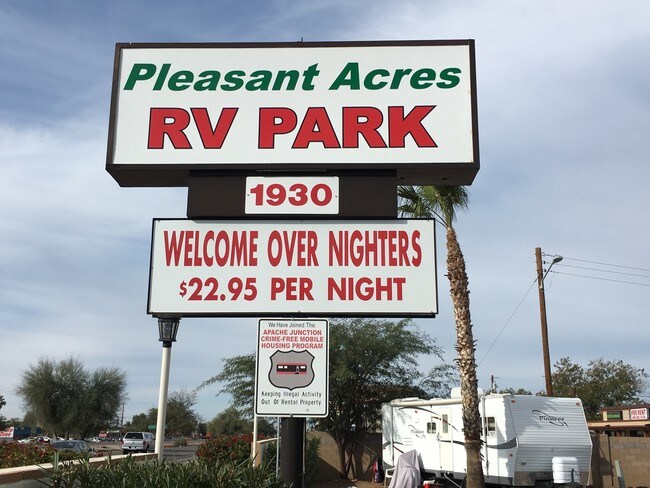 Pleasant Acres
RV PARK
1930
WELCOME OVER NIGHTERS
$22.95 PER NIGHT
We Have Joined The:
APACHE JUNCTION
CRIME-FREE MOBILE
HOUSING PROGRAM
Keeping Illegal Activity
Out of Rental Property
Pioneer